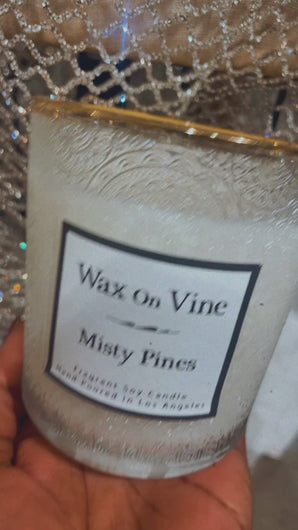 Wax On Vine
Misty Pines
Fragrant Soy Candle
Hand Poured in Los Angeles